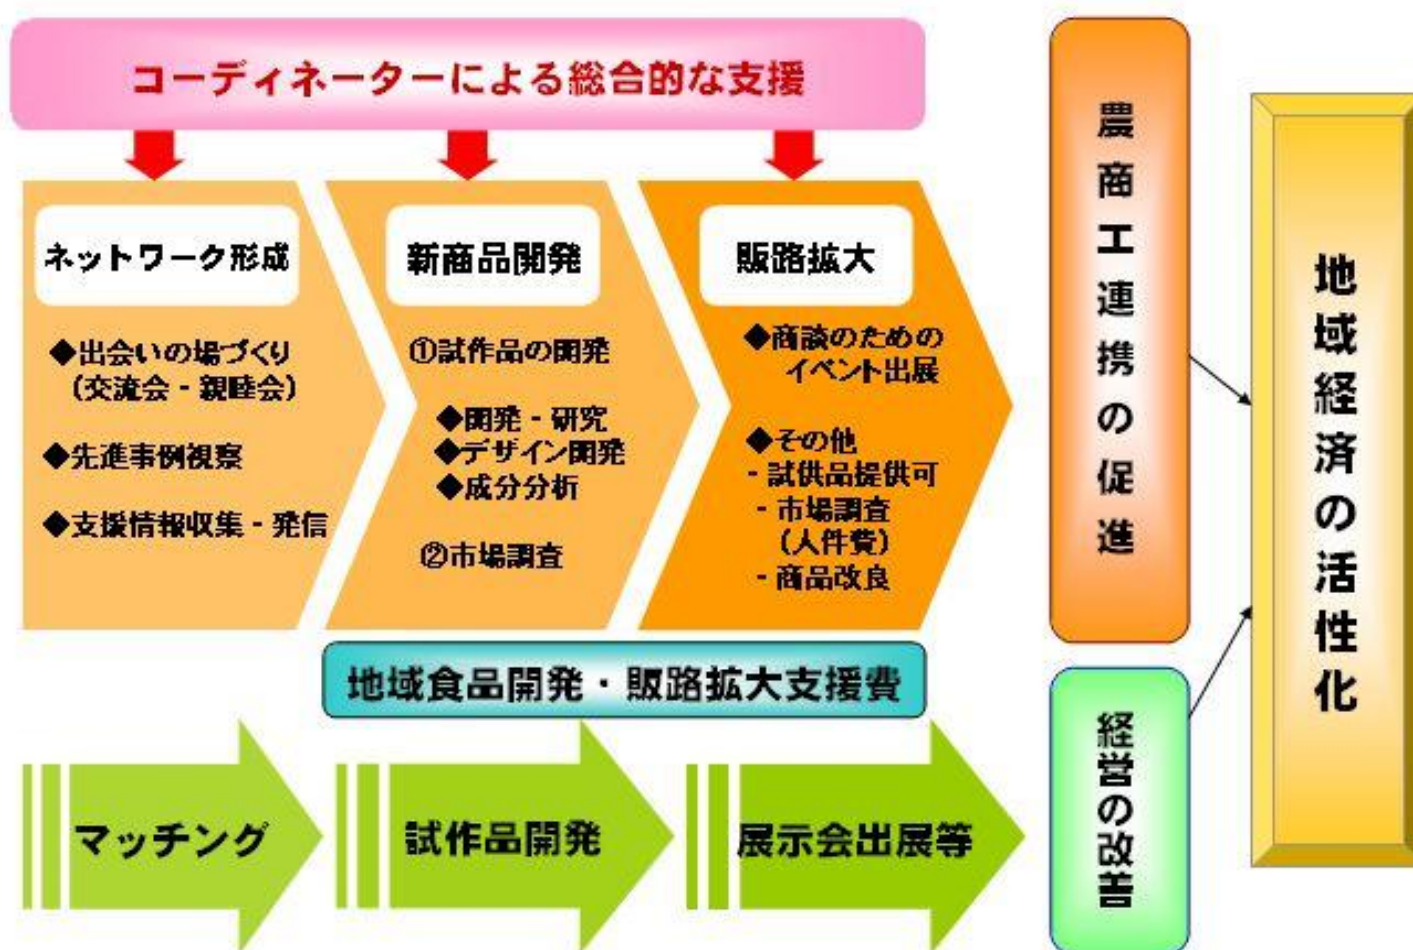 コーディネーターによる総合的な支援
ネットワーク形成
◆出会いの場づくり
(交流会・親睦会)
◆先進事例視察
◆支援情報収集・発信
新商品開発
①試作品の開発
◆開発・研究
◆デザイン開発
◆成分分析
②市場調査
販路拡大
◆商談のための
イベント出展
◆その他
・試供品提供可
・市場調査
(人件費)
・商品改良
地域食品開発・販路拡大支援費
マッチング
試作品開発
展示会出展等
農商工連携の促進
経営の改善
地域経済の活性化